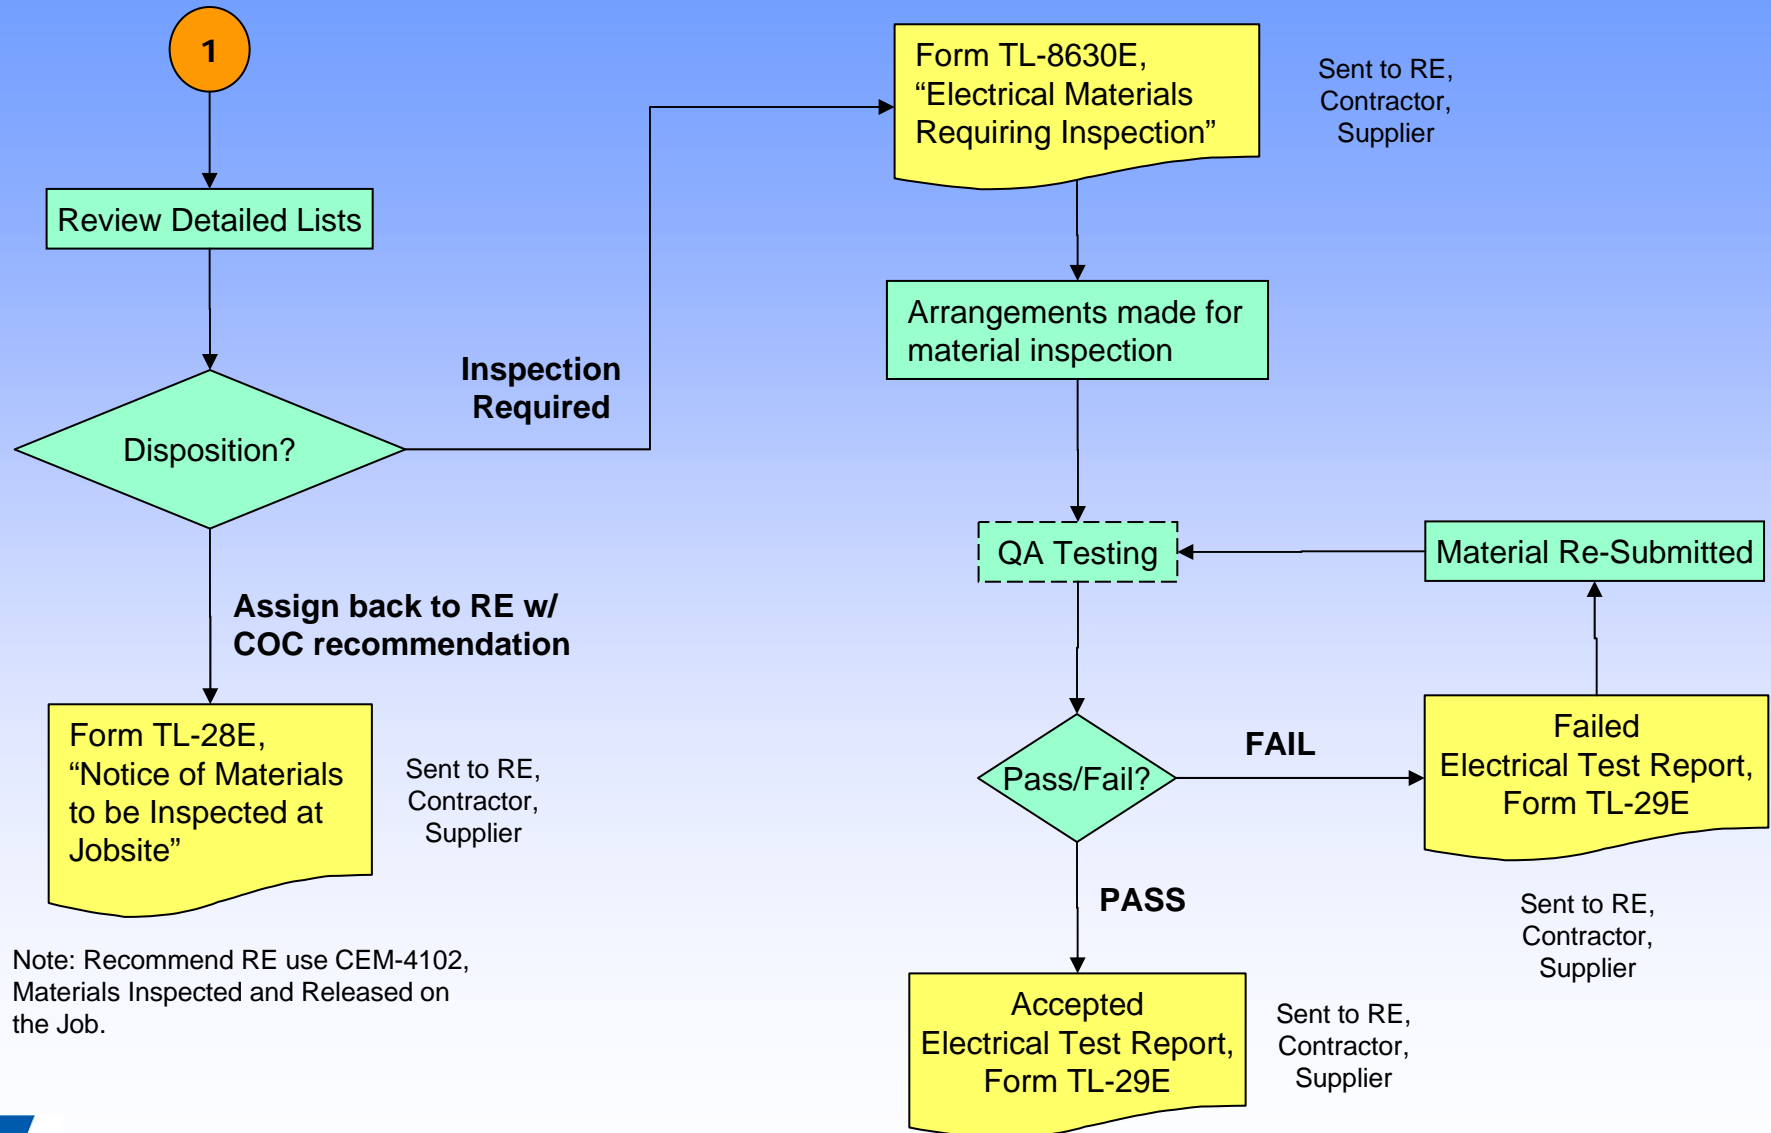 1
Review Detailed Lists
Disposition?
Inspection
Required
Assign back to RE w/
COC recommendation
Form TL-28E,
“Notice of Materials
to be Inspected at
Jobsite”
Sent to RE,
Contractor,
Supplier
Note: Recommend RE use CEM-4102,
Materials Inspected and Released on
the Job.
Form TL-8630E,
“Electrical Materials
Requiring Inspection”
Sent to RE,
Contractor,
Supplier
Arrangements made for
material inspection
QA Testing
Material Re-Submitted
Pass/Fail?
FAIL
Failed
Electrical Test Report,
Form TL-29E
Sent to RE,
Contractor,
Supplier
PASS
Accepted
Electrical Test Report,
Form TL-29E
Sent to RE,
Contractor,
Supplier